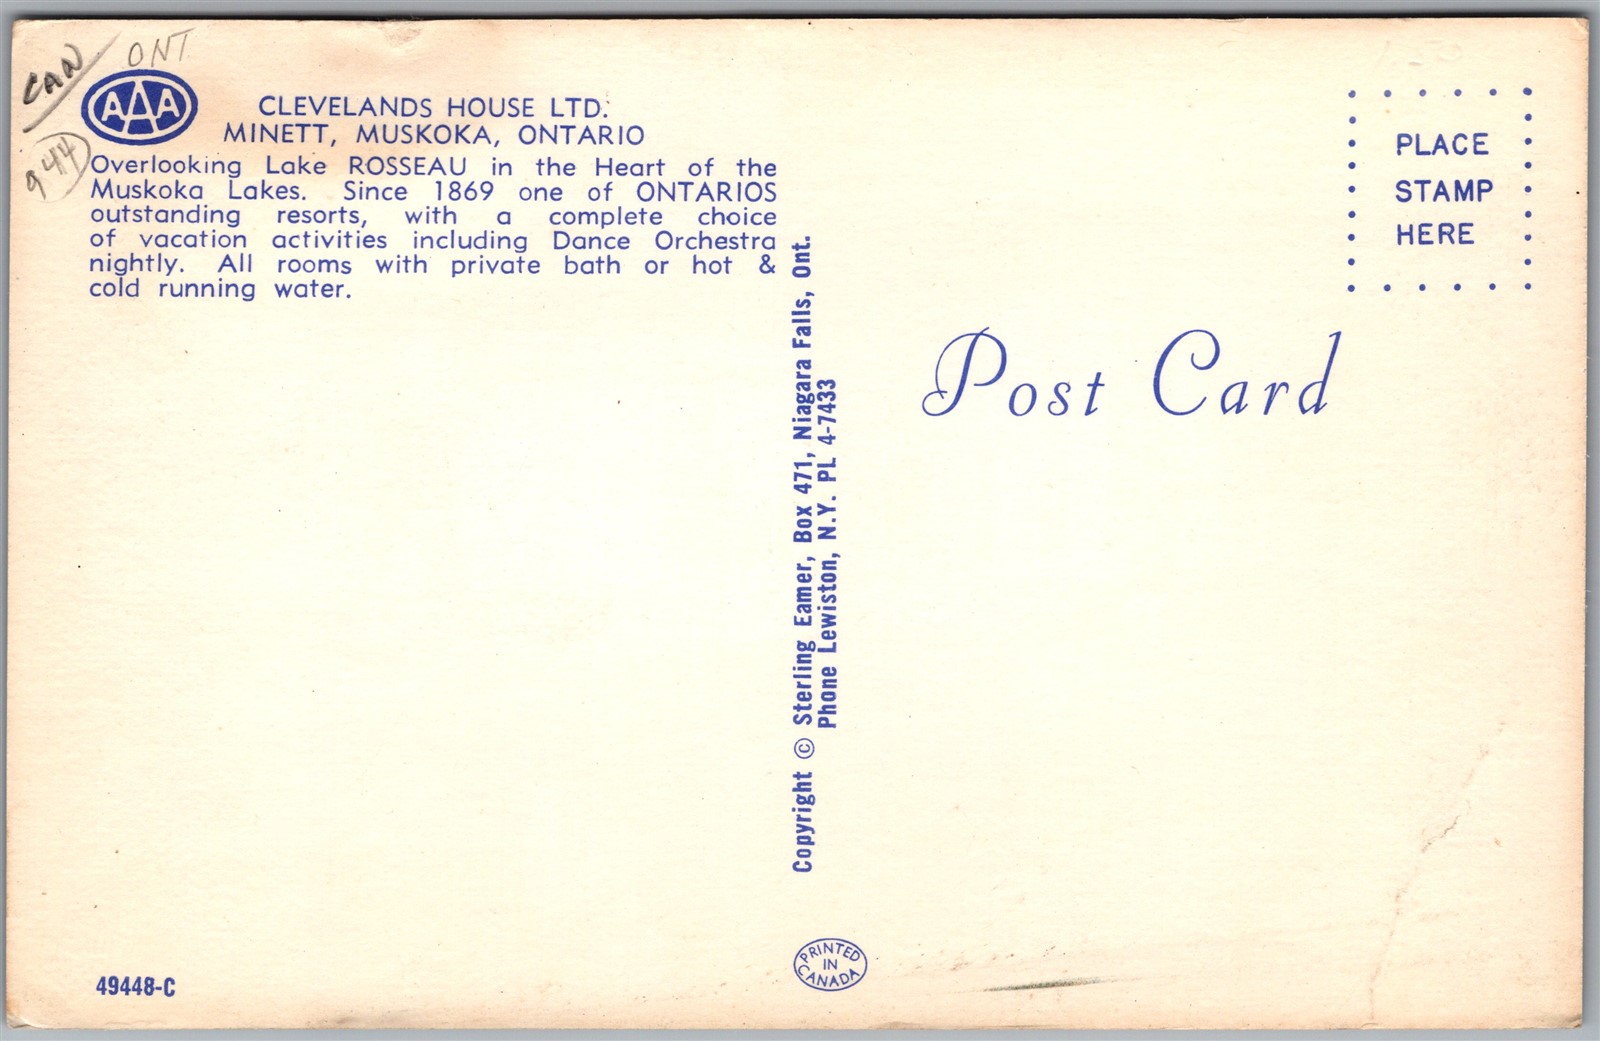 CAN ONT
944
AAA
CLEVELANDS HOUSE LTD.
MINETT, MUSKOKA, ONTARIO
Overlooking Lake ROSSEAU in the Heart of the
Muskoka Lakes. Since 1869 one of ONTARIOS
outstanding resorts, with a complete choice
of vacation activities including Dance Orchestra
nightly. All rooms with private bath or hot &
cold running water.
49448-C
Copyright © Sterling Eamer, Box 471, Niagara Falls, Ont.
Phone Lewiston, N.Y. PL 4-7433
PRINTED
IN
CANADA
PLACE
STAMP
HERE
Post Card